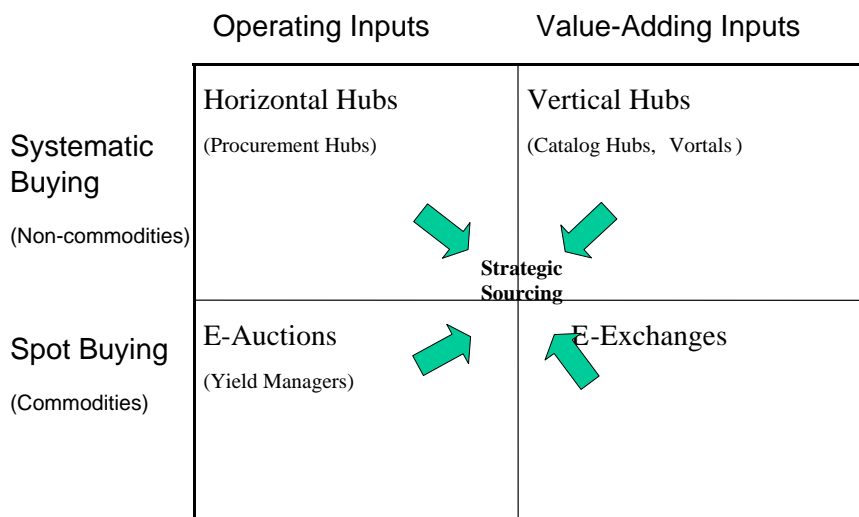 Operating Inputs
Value-Adding Inputs
Systematic
Buying
(Non-commodities)
Horizontal Hubs
(Procurement Hubs)
Vertical Hubs
(Catalog Hubs, Vortals )
Strategic
Sourcing
Spot Buying
(Commodities)
E-Auctions
(Yield Managers)
E-Exchanges